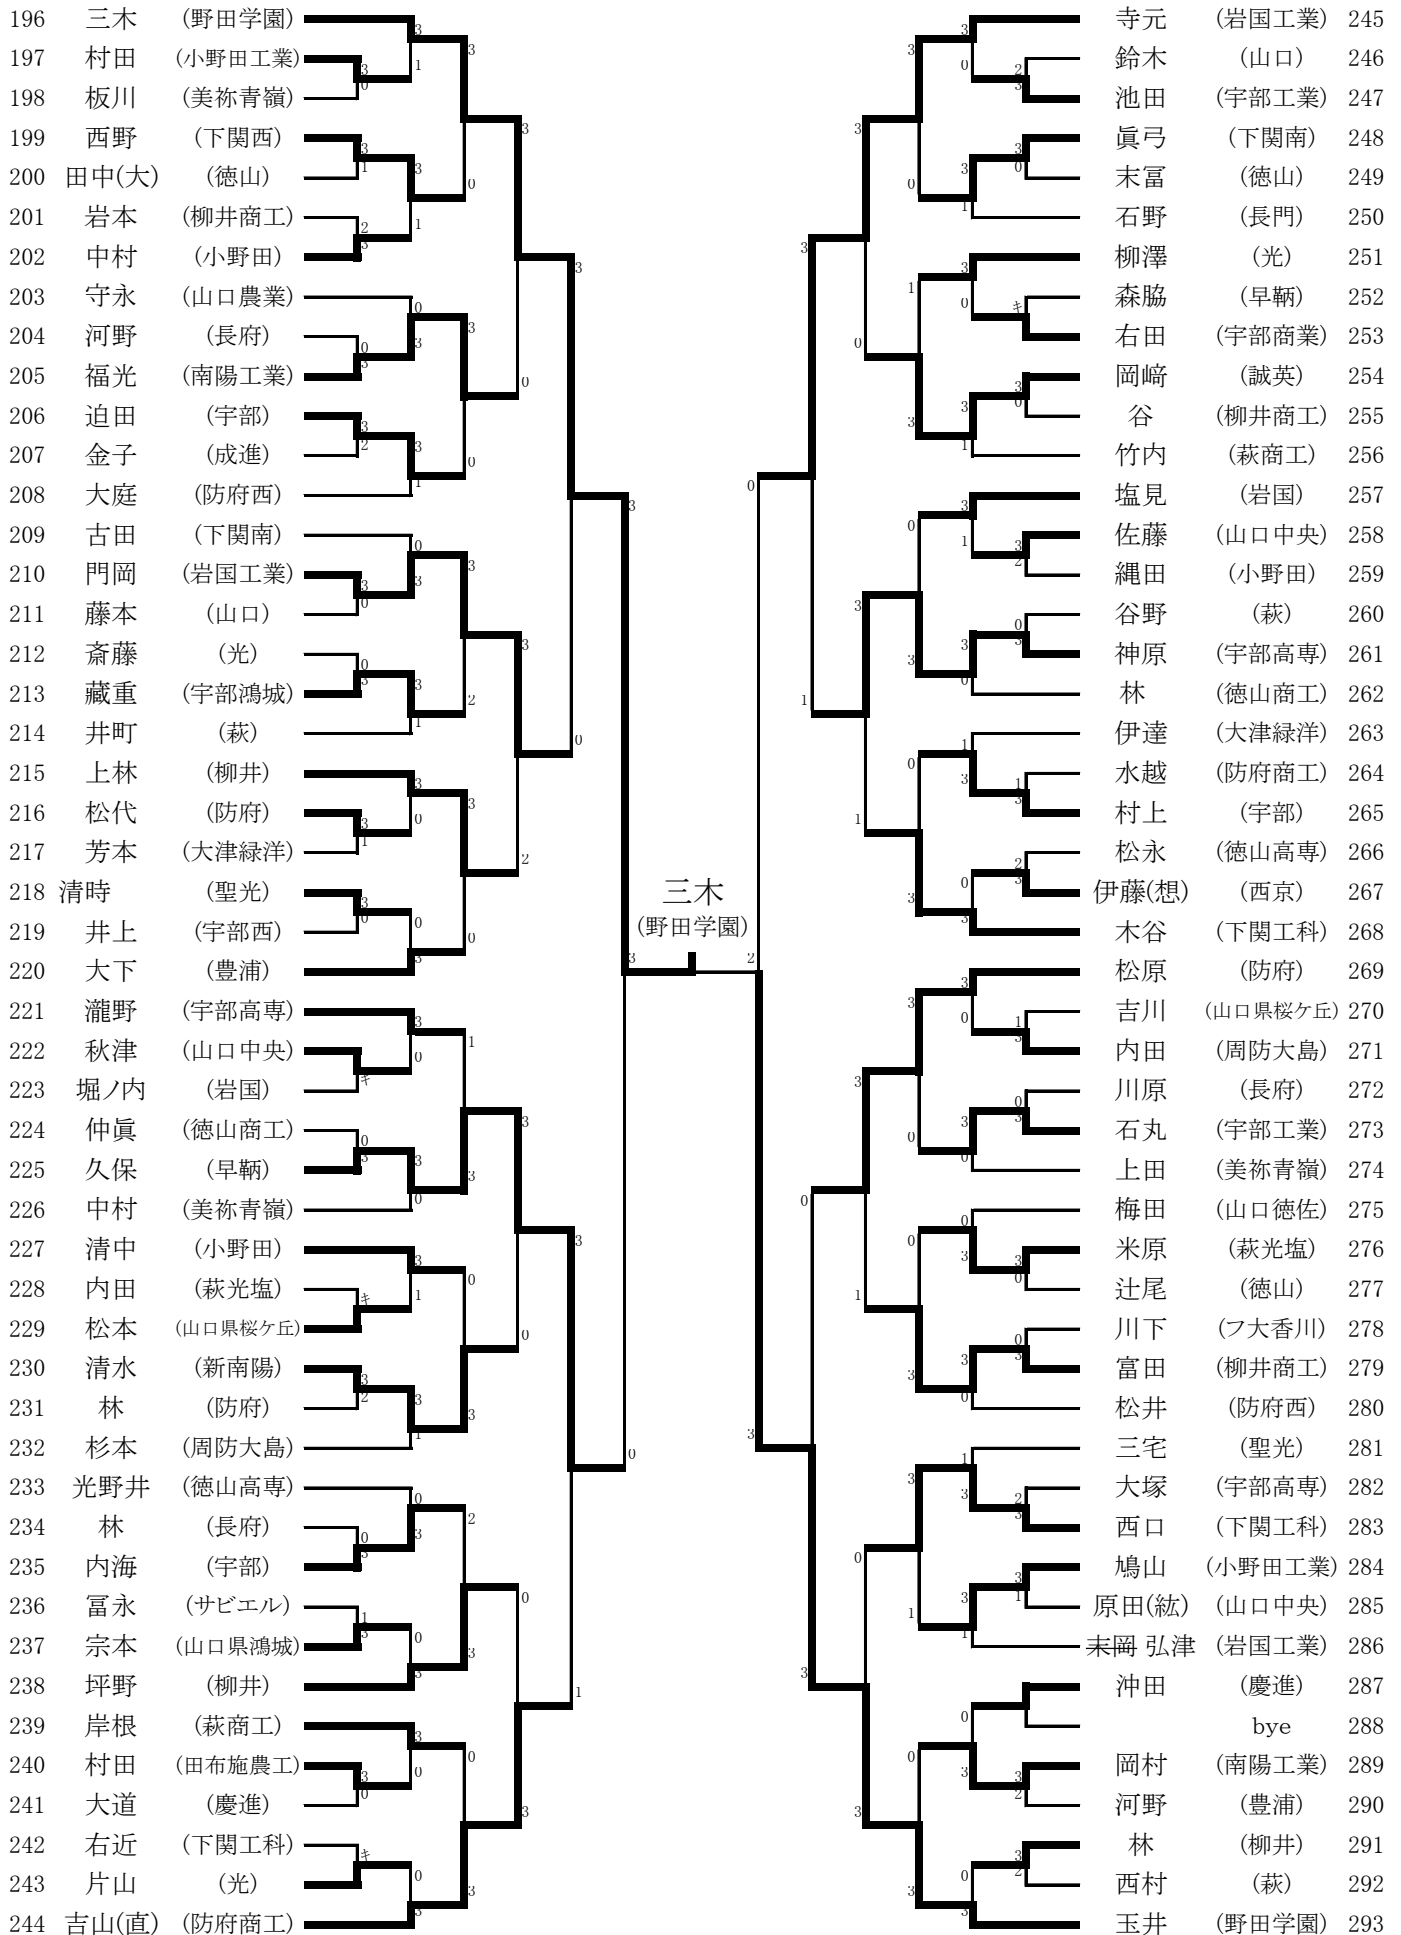 196 三木 (野田学園)
197 村田 (小野田工業)
198 板川 (美祢青嶺)
199 西野 (下関西)
200 田中(大) (徳山)
201 岩本 (柳井商工)
202 中村 (小野田)
203 守永 (山口農業)
204 河野 (長府)
205 福光 (南陽工業)
206 迫田 (宇部)
207 金子 (成進)
208 大庭 (防府西)
209 古田 (下関南)
210 門岡 (岩国工業)
211 藤本 (山口)
212 斎藤 (光)
213 藏重 (宇部鴻城)
214 井町 (萩)
215 上林 (柳井)
216 松代 (防府)
217 芳本 (大津緑洋)
218 清時 (聖光)
219 井上 (宇部西)
220 大下 (豊浦)
221 瀧野 (宇部高専)
222 秋津 (山口中央)
223 堀ノ内 (岩国)
224 仲眞 (徳山商工)
225 久保 (早鞆)
226 中村 (美祢青嶺)
227 清中 (小野田)
228 内田 (萩光塩)
229 松本 (山口県桜ケ丘)
230 清水 (新南陽)
231 林 (防府)
232 杉本 (周防大島)
233 光野井 (徳山高専)
234 林 (長府)
235 内海 (宇部)
236 冨永 (サビエル)
237 宗本 (山口県鴻城)
238 坪野 (柳井)
239 岸根 (萩商工)
240 村田 (田布施農工)
241 大道 (慶進)
242 右近 (下関工科)
243 片山 (光)
244 吉山(直) (防府商工)
三木
(野田学園)
3 2
寺元 (岩国工業) 245
鈴木 (山口) 246
池田 (宇部工業) 247
眞弓 (下関南) 248
末冨 (徳山) 249
石野 (長門) 250
柳澤 (光) 251
森脇 (早鞆) 252
右田 (宇部商業) 253
岡﨑 (誠英) 254
谷 (柳井商工) 255
竹内 (萩商工) 256
塩見 (岩国) 257
佐藤 (山口中央) 258
縄田 (小野田) 259
谷野 (萩) 260
神原 (宇部高専) 261
林 (徳山商工) 262
伊達 (大津緑洋) 263
水越 (防府商工) 264
村上 (宇部) 265
松永 (徳山高専) 266
伊藤(想) (西京) 267
木谷 (下関工科) 268
松原 (防府) 269
吉川 (山口県桜ケ丘) 270
内田 (周防大島) 271
川原 (長府) 272
石丸 (宇部工業) 273
上田 (美祢青嶺) 274
梅田 (山口徳佐) 275
米原 (萩光塩) 276
辻尾 (徳山) 277
川下 (フ大香川) 278
富田 (柳井商工) 279
松井 (防府西) 280
三宅 (聖光) 281
大塚 (宇部高専) 282
西口 (下関工科) 283
鳩山 (小野田工業) 284
原田(紘) (山口中央) 285
末岡 弘津 (岩国工業) 286
沖田 (慶進) 287
bye 288
岡村 (南陽工業) 289
河野 (豊浦) 290
林 (柳井) 291
西村 (萩) 292
玉井 (野田学園) 293